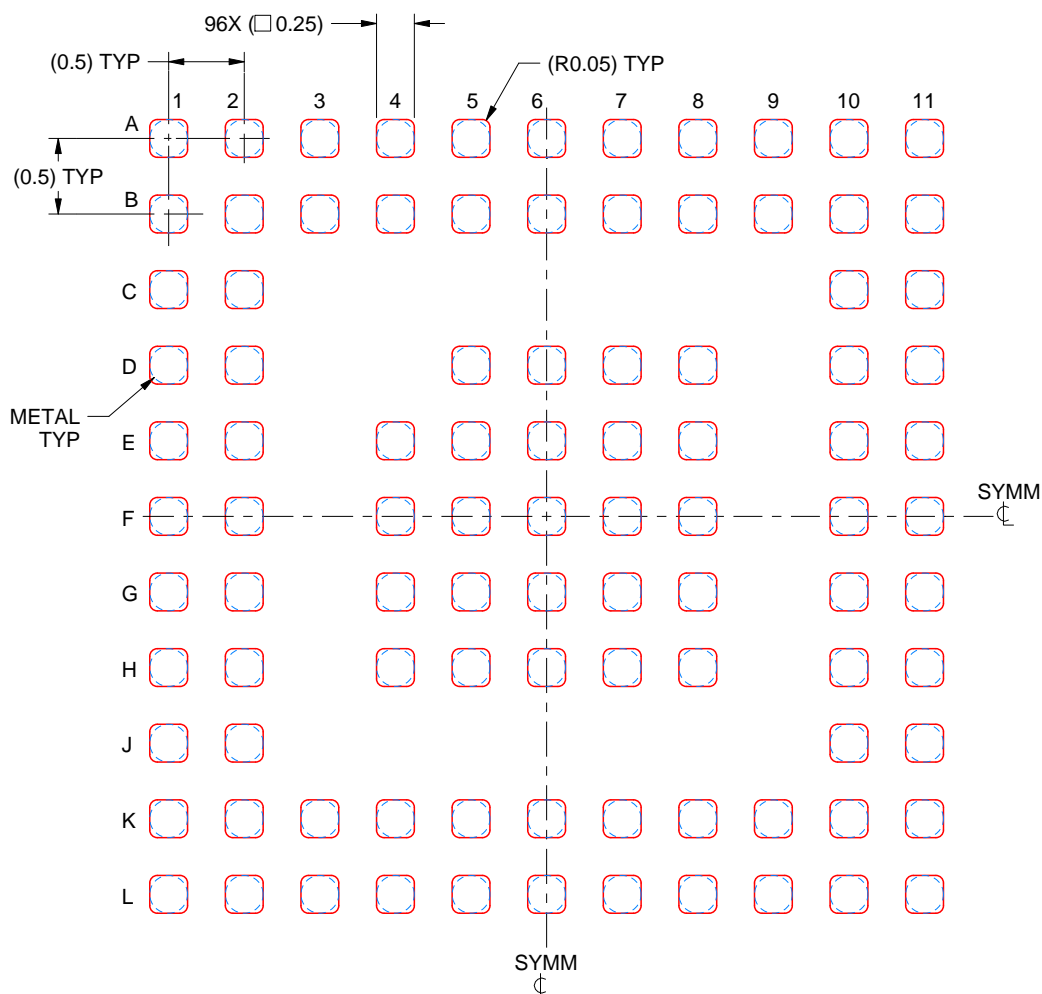 96X (□ 0.25)
(0.5) TYP
(R0.05) TYP
1 2 3 4 5 6 7 8 9 10 11
A
(0.5) TYP
B
C
D
METAL
TYP
E
F
SYMM
℄
G
H
J
K
L
SYMM
℄